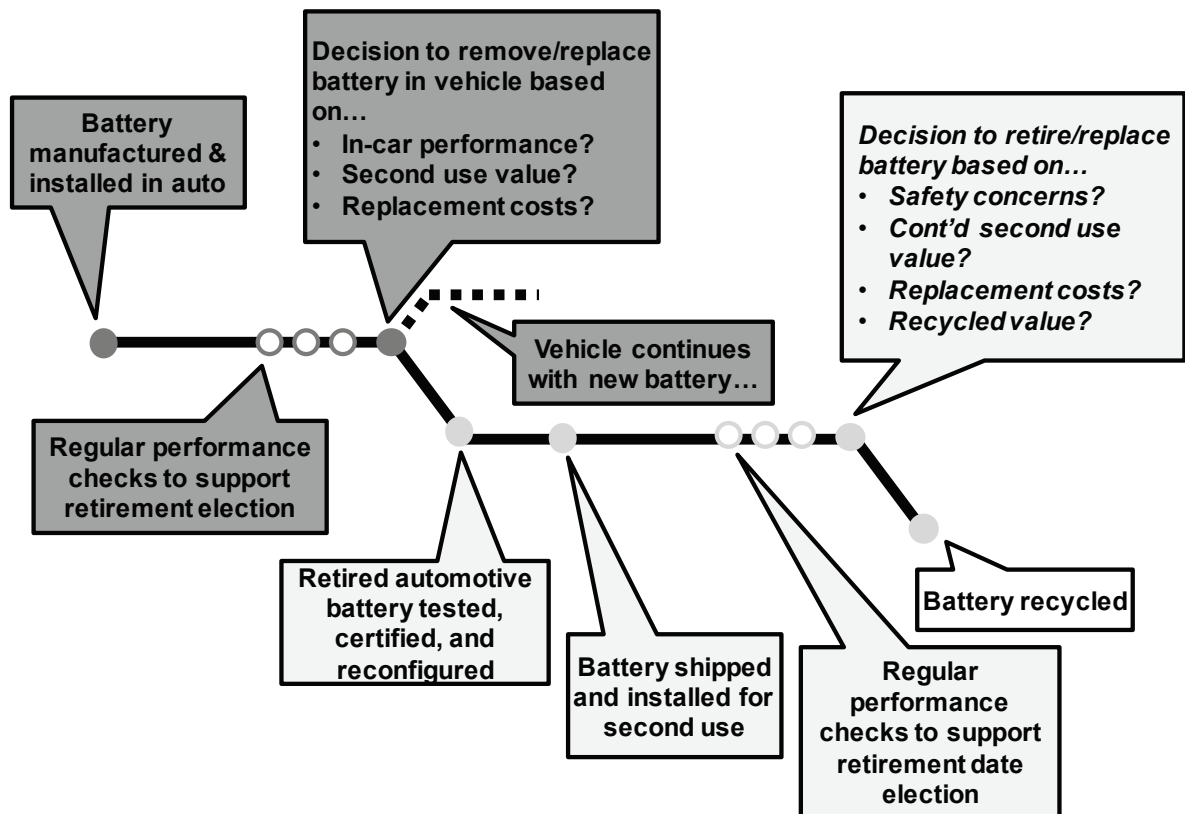 Battery
manufactured &
installed in auto
Decision to remove/replace
battery in vehicle based
on…
• In-car performance?
• Second use value?
• Replacement costs?
Decision to retire/replace
battery based on…
• Safety concerns?
• Cont'd second use
value?
• Replacement costs?
• Recycled value?
Vehicle continues
with new battery…
Regular performance
checks to support
retirement election
Retired automotive
battery tested,
certified, and
reconfigured
Battery shipped
and installed for
second use
Regular
performance
checks to support
retirement date
election
Battery recycled